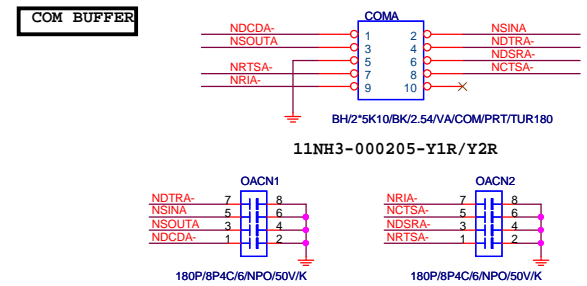 COM BUFFER
COMA
NDCDA- 1 2 NSINA
NSOUTA 3 4 NDTRA-
5 6 NDSRA-
NRTSA- 7 8 NCTSA-
NRIA- 9 10
BH/2*5K10/BK/2.54/VA/COM/PRT/TUR180
11NH3-000205-Y1R/Y2R
OACN1
NDTRA- 7 8
NSINA 5 6
NSOUTA 3 4
NDCDA- 1 2
180P/8P4C/6/NPO/50V/K
OACN2
NRIA- 7 8
NCTSA- 5 6
NDSRA- 3 4
NRTSA- 1 2
180P/8P4C/6/NPO/50V/K